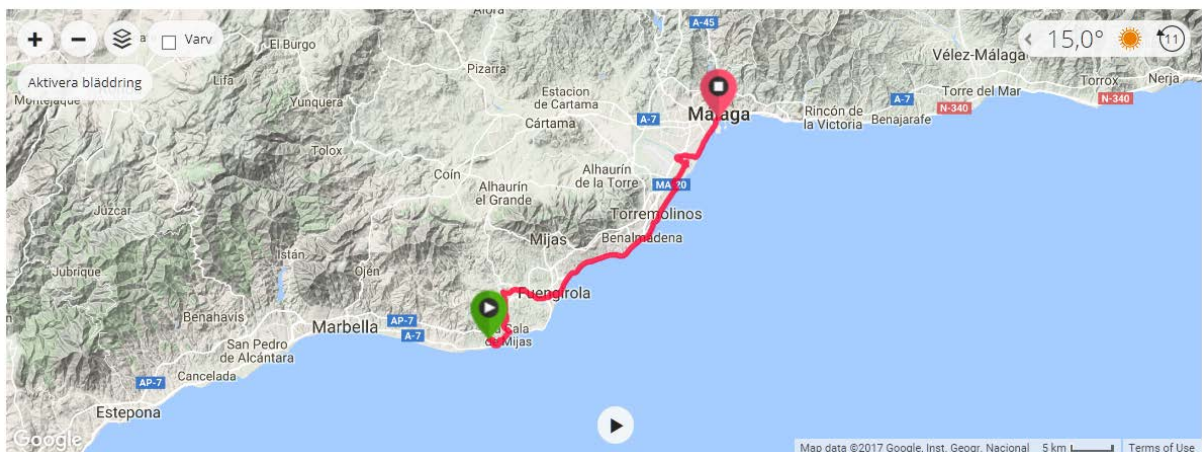 Alora
A-45
+
−
Varv
El Burgo
15,0°
11
Vélez-Málaga
Aktivera bläddring
Lifa
Pizarra
Torrox
Nerja
Montejaque
Yunquera
Estacion
de Cartama
Torre del Mar
A-7
N-340
N-340
Málaga
Rincón de
la Victoria
Benajarafe
Cártama
A-7
Tolox
Coín
Alhaurín
de la Torre
Alhaurín
el Grande
MA-20
Júzcar
Torremolinos
Mijas
Benalmadena
Istán
Ojén
Jubrique
Fuengirola
Benahavís
Marbella
AP-7
A-7
La Cala
de Mijas
San Pedro
de Alcántara
Cancelada
AP-7
Estepona
Google
Map data ©2017 Google, Inst. Geogr. Nacional 5 km Terms of Use